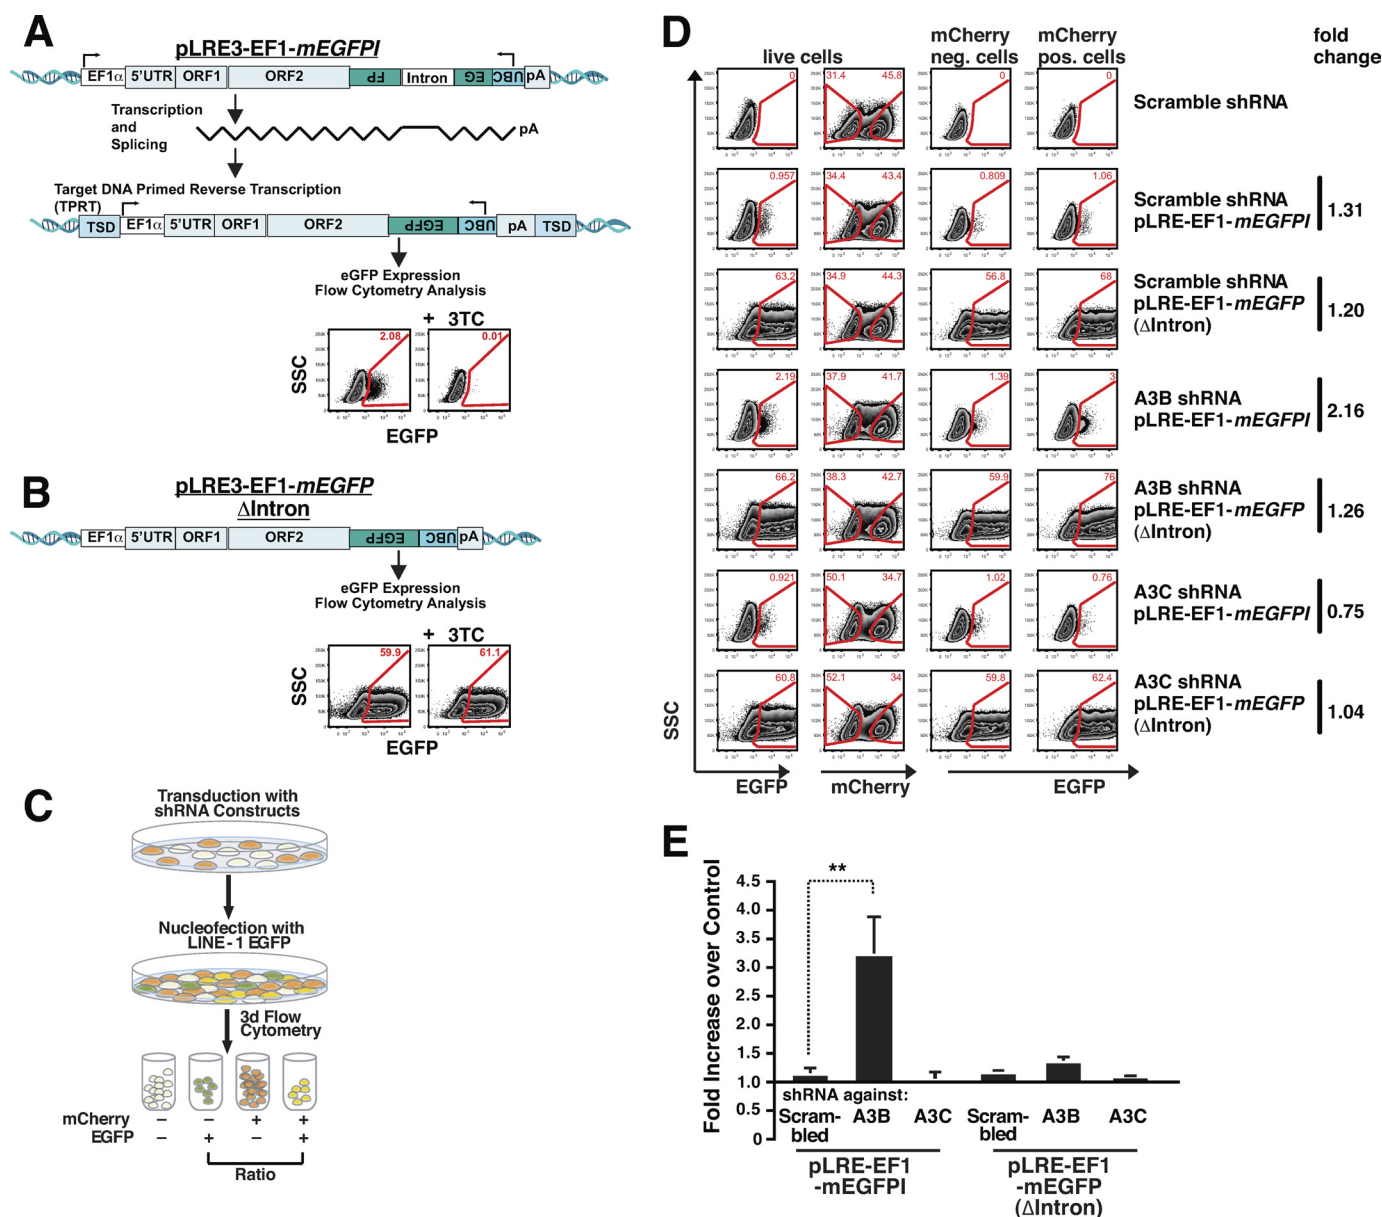 A
pLRE3-EF1-mEGFPI
EF1α 5'UTR ORF1 ORF2 FP Intron EG UBC pA
Transcription
and
Splicing
pA
Target DNA Primed Reverse Transcription
(TPRT)
TSD EF1α 5'UTR ORF1 ORF2 EGFP UBC pA TSD
eGFP Expression
Flow Cytometry Analysis
+ 3TC
2.08 0.01
SSC
EGFP
B
pLRE3-EF1-mEGFP
ΔIntron
EF1α 5'UTR ORF1 ORF2 EGFP UBC pA
eGFP Expression
Flow Cytometry Analysis
+ 3TC
59.9 61.1
SSC
EGFP
C
Transduction with
shRNA Constructs
Nucleofection with
LINE-1 EGFP
3d Flow
Cytometry
mCherry – – + +
EGFP – + – +
Ratio
D
live cells
mCherry
neg. cells
mCherry
pos. cells
fold
change
0 31.4 45.8 0 0
Scramble shRNA
0.957 34.4 43.4 0.809 1.06
Scramble shRNA
pLRE-EF1-mEGFPI
1.31
63.2 34.9 44.3 56.8 68
Scramble shRNA
pLRE-EF1-mEGFP
(ΔIntron)
1.20
2.19 37.9 41.7 1.39 3
A3B shRNA
pLRE-EF1-mEGFPI
2.16
66.2 38.3 42.7 59.9 76
A3B shRNA
pLRE-EF1-mEGFP
(ΔIntron)
1.26
0.921 50.1 34.7 1.02 0.76
A3C shRNA
pLRE-EF1-mEGFPI
0.75
60.8 52.1 34 59.8 62.4
A3C shRNA
pLRE-EF1-mEGFP
(ΔIntron)
1.04
SSC
EGFP mCherry EGFP
E
Fold Increase over Control
4.5
4.0
3.5
3.0
2.5
2.0
1.5
1.0
0.5
0
**
shRNA against:
Scram-
bled
A3B A3C
Scram-
bled
A3B A3C
pLRE-EF1
-mEGFPI
pLRE-EF1
-mEGFP
(ΔIntron)